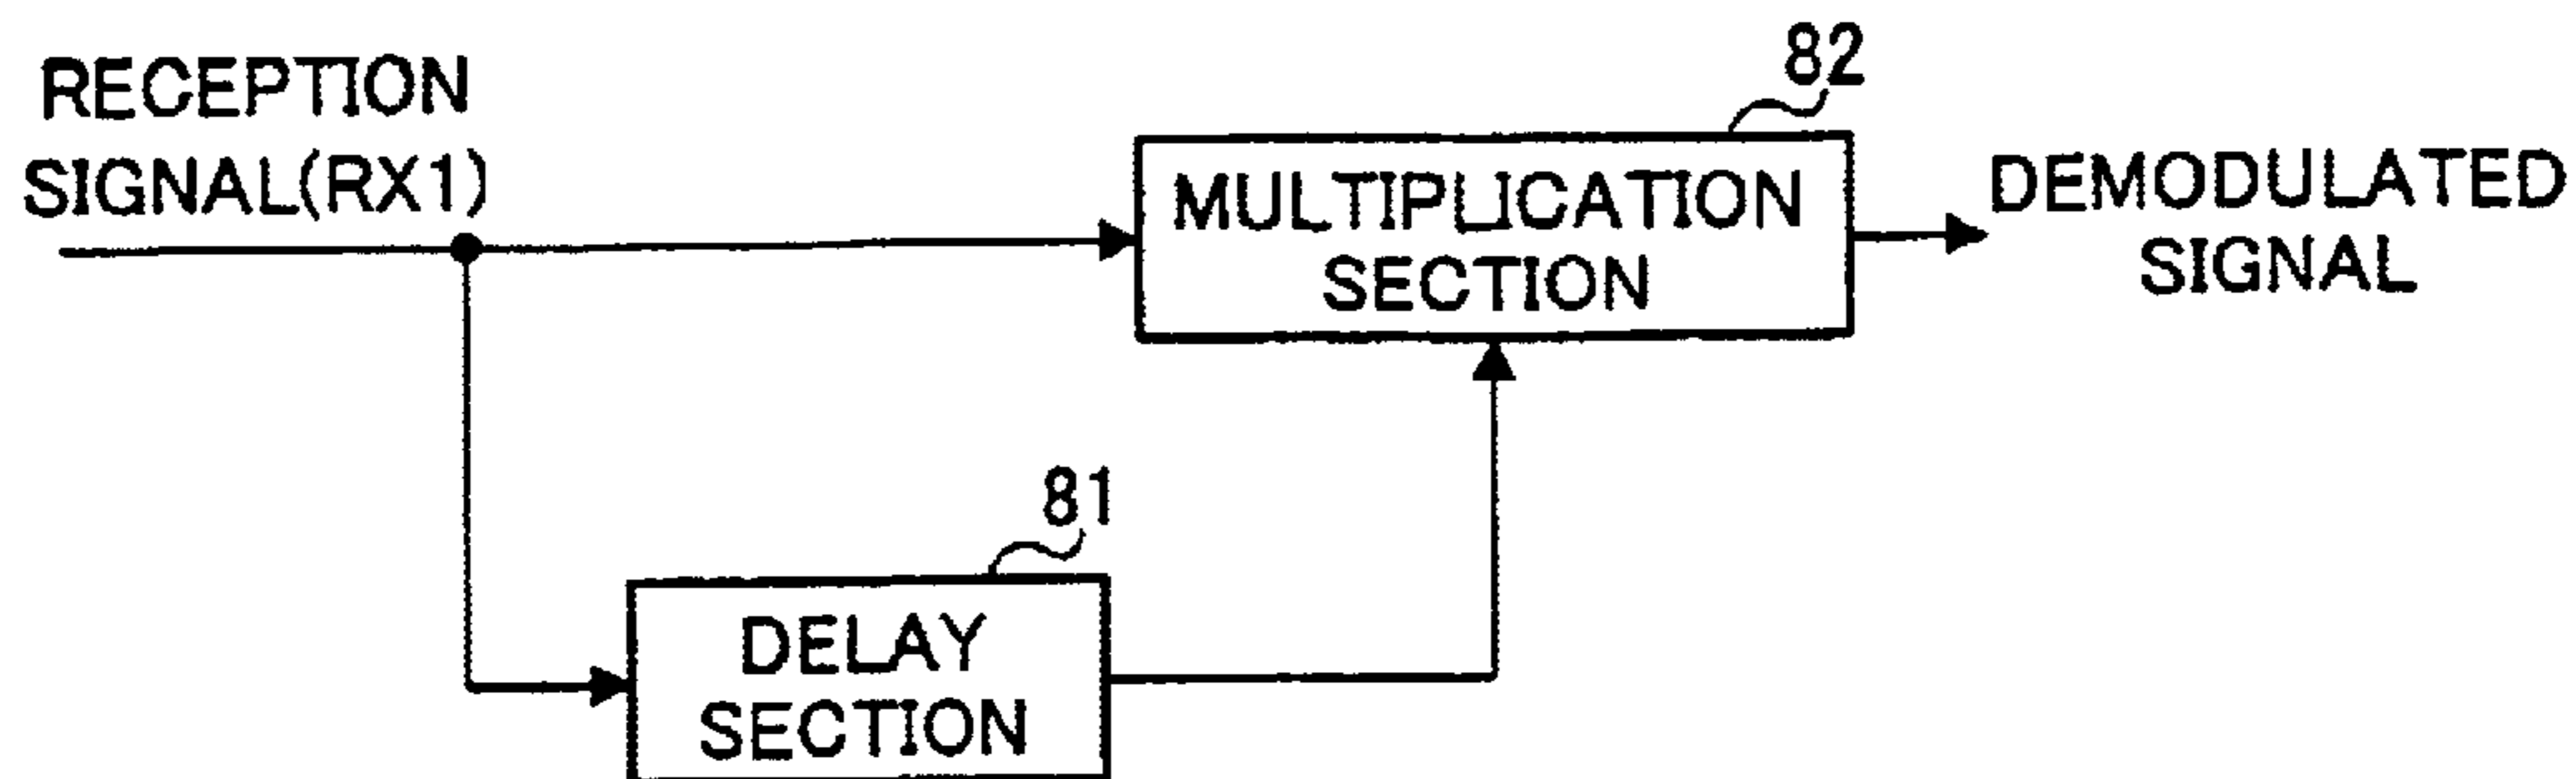 RECEPTION
SIGNAL(RX1)
82
MULTIPLICATION
SECTION
DEMODULATED
SIGNAL
81
DELAY
SECTION